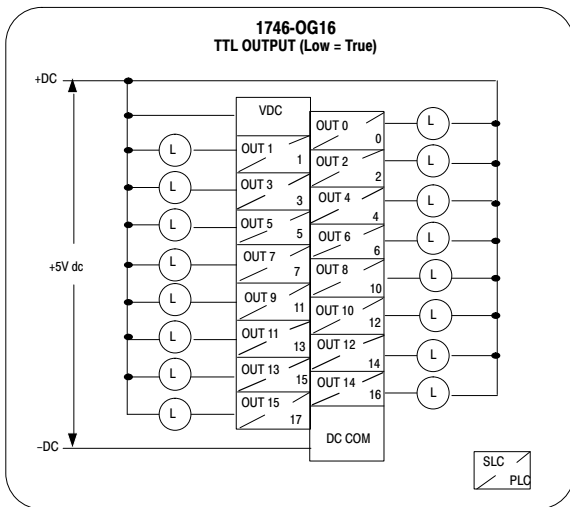 1746-OG16
TTL OUTPUT (Low = True)
+DC
VDC
OUT 0
0
L
L
OUT 1
1
OUT 2
2
L
L
OUT 3
3
OUT 4
4
L
L
OUT 5
5
OUT 6
6
L
+5V dc
L
OUT 7
7
OUT 8
10
L
L
OUT 9
11
OUT 10
12
L
L
OUT 11
13
OUT 12
14
L
L
OUT 13
15
OUT 14
16
L
L
OUT 15
17
–DC
DC COM
SLC
PLC